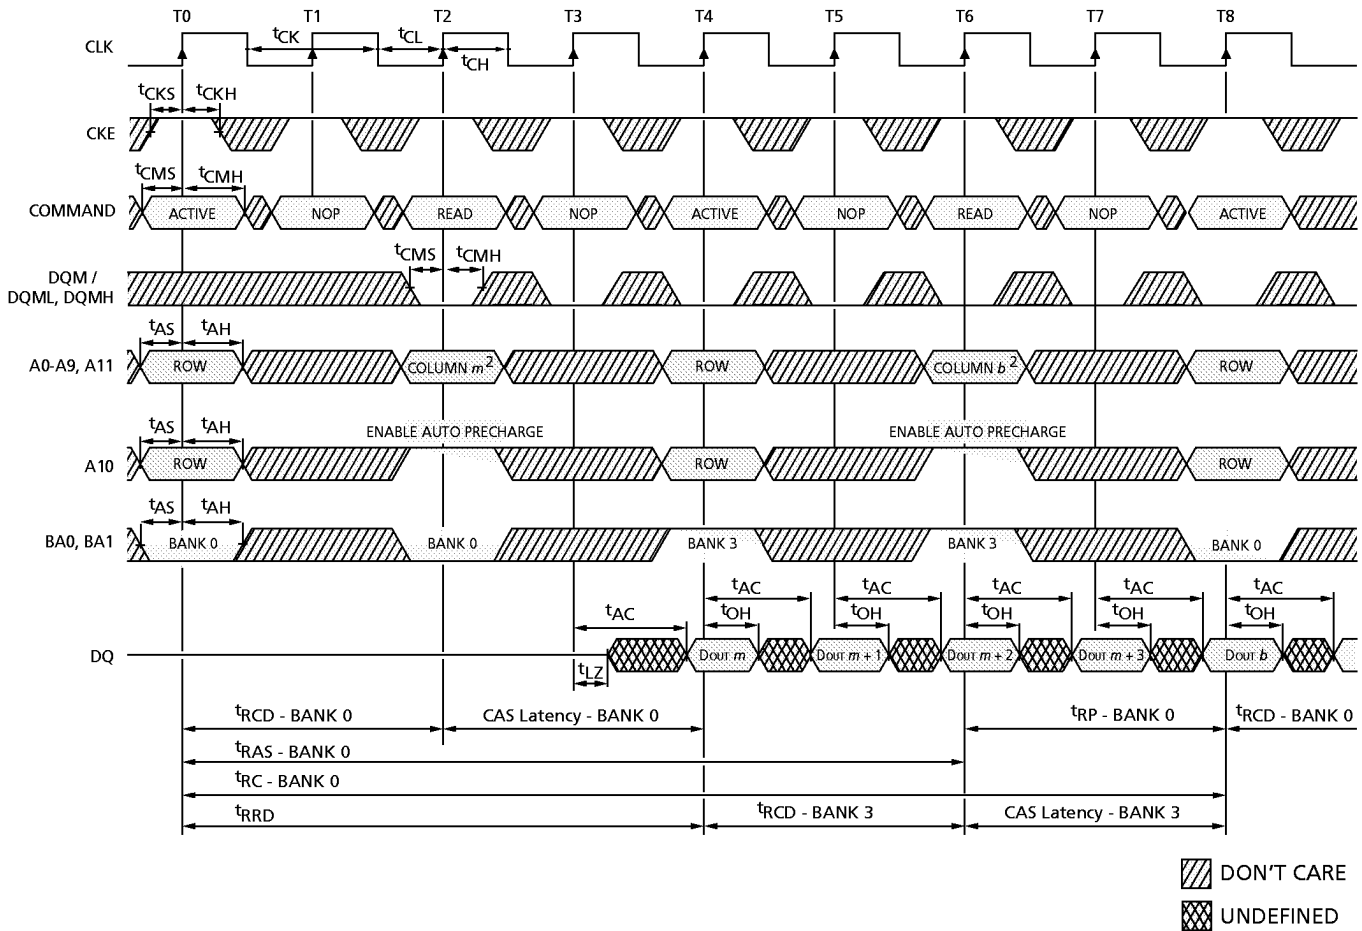 T0 T1 T2 T3 T4 T5 T6 T7 T8
CLK
tCK tCL
tCH
tCKS tCKH
CKE
tCMS tCMH
COMMAND ACTIVE NOP READ NOP ACTIVE NOP READ NOP ACTIVE
tCMS tCMH
DQM /
DQML, DQMH
tAS tAH
A0-A9, A11 ROW COLUMN m2 ROW COLUMN b2 ROW
ENABLE AUTO PRECHARGE ENABLE AUTO PRECHARGE
tAS tAH
A10 ROW ROW ROW
tAS tAH
BA0, BA1 BANK 0 BANK 0 BANK 3 BANK 3 BANK 0
tAC tAC tAC tAC tAC
tAC tOH tOH tOH tOH tOH
DQ DOUT m DOUT m + 1 DOUT m + 2 DOUT m + 3 DOUT b
tLZ
tRCD - BANK 0 CAS Latency - BANK 0 tRP - BANK 0 tRCD - BANK 0
tRAS - BANK 0
tRC - BANK 0
tRRD tRCD - BANK 3 CAS Latency - BANK 3
DON'T CARE
UNDEFINED